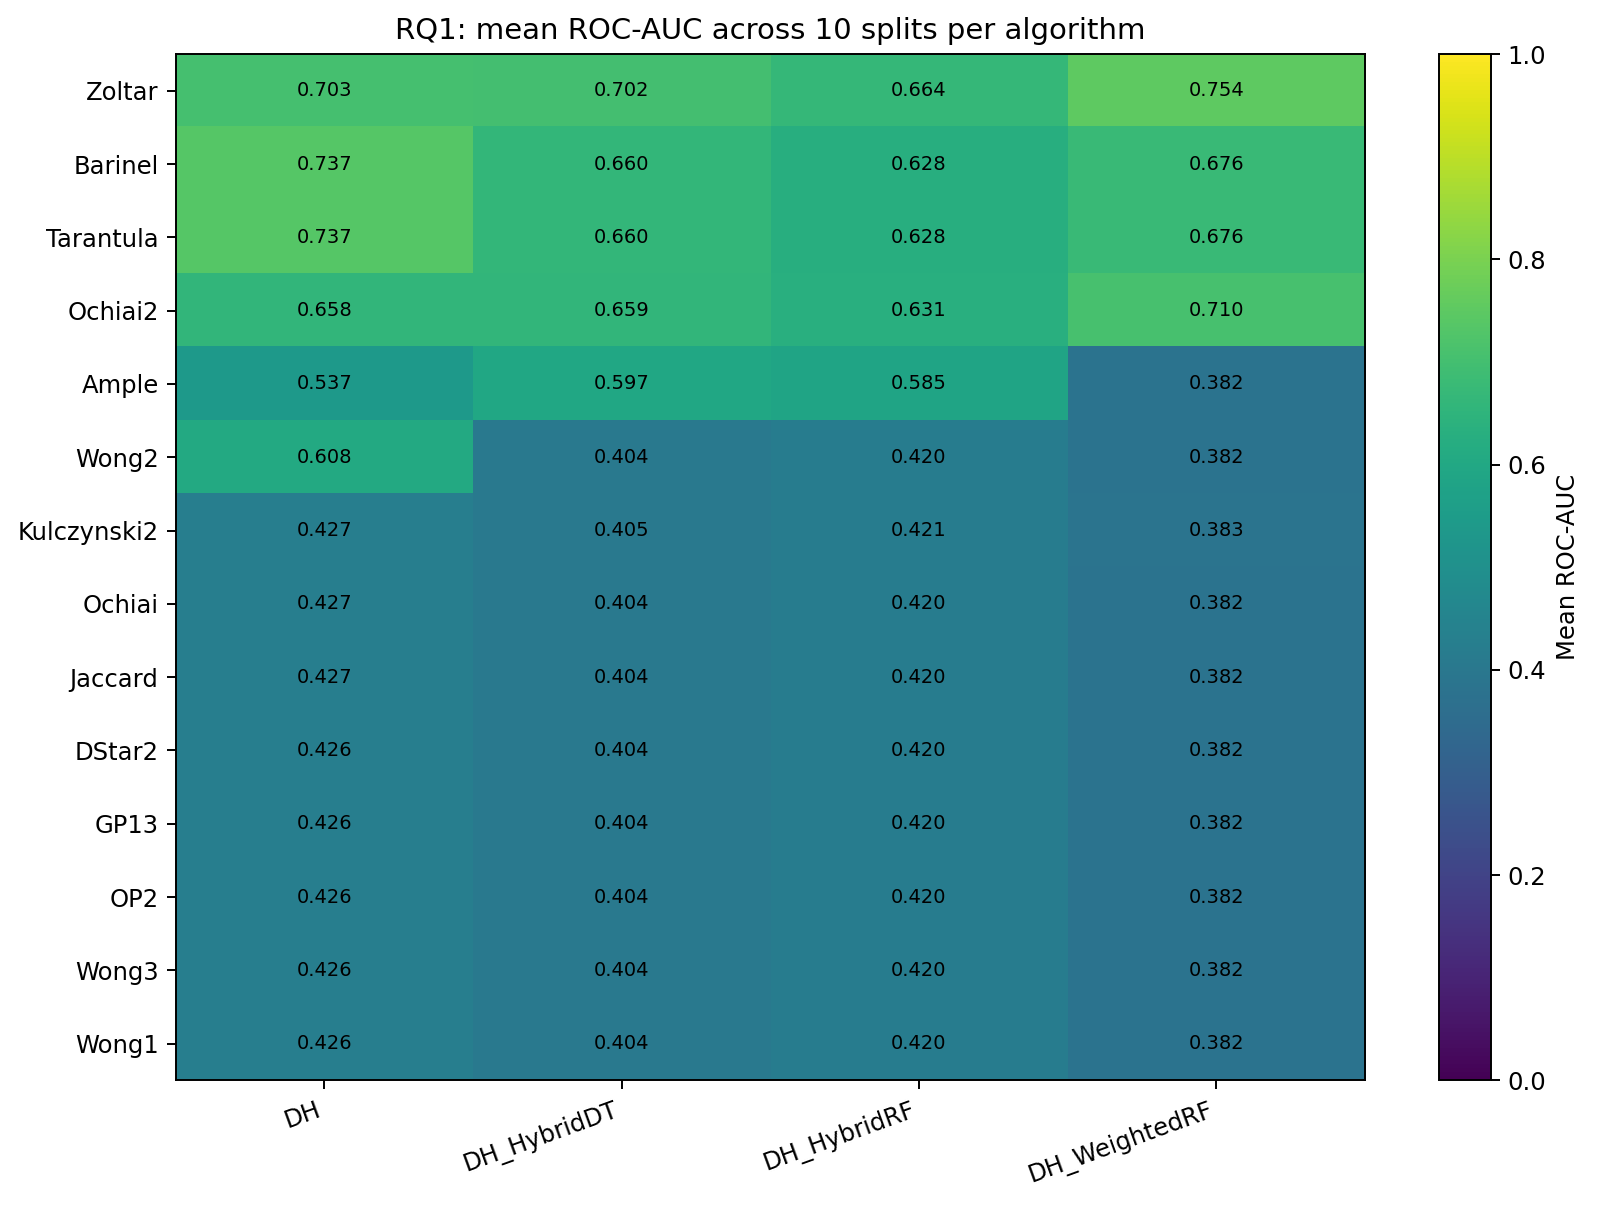 RQ1: mean ROC-AUC across 10 splits per algorithm
Zoltar 0.703 0.702 0.664 0.754
Barinel 0.737 0.660 0.628 0.676
Tarantula 0.737 0.660 0.628 0.676
Ochiai2 0.658 0.659 0.631 0.710
Ample 0.537 0.597 0.585 0.382
Wong2 0.608 0.404 0.420 0.382
Kulczynski2 0.427 0.405 0.421 0.383
Ochiai 0.427 0.404 0.420 0.382
Jaccard 0.427 0.404 0.420 0.382
DStar2 0.426 0.404 0.420 0.382
GP13 0.426 0.404 0.420 0.382
OP2 0.426 0.404 0.420 0.382
Wong3 0.426 0.404 0.420 0.382
Wong1 0.426 0.404 0.420 0.382
DH DH_HybridDT DH_HybridRF DH_WeightedRF
1.0
0.8
0.6
0.4
0.2
0.0
Mean ROC-AUC